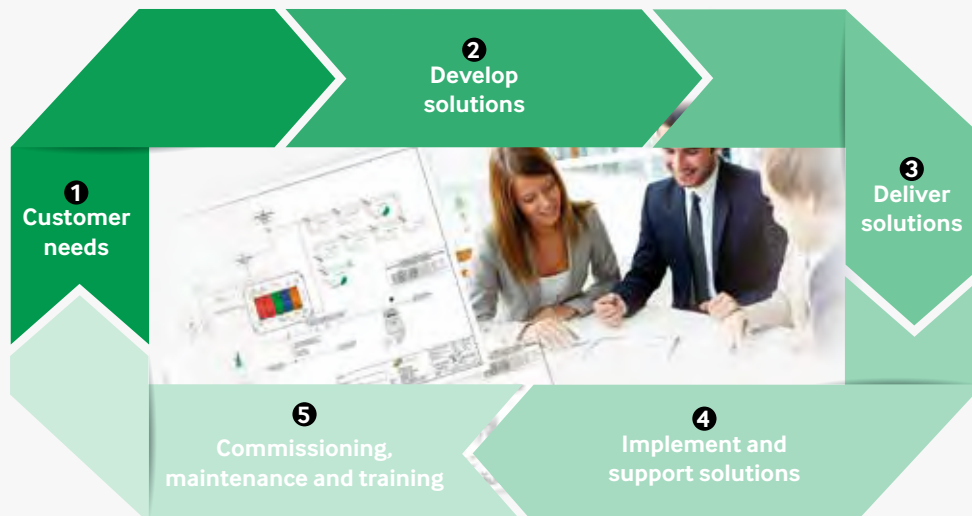 2
Develop
solutions
1
Customer
needs
3
Deliver
solutions
5
Commissioning,
maintenance and training
4
Implement and
support solutions